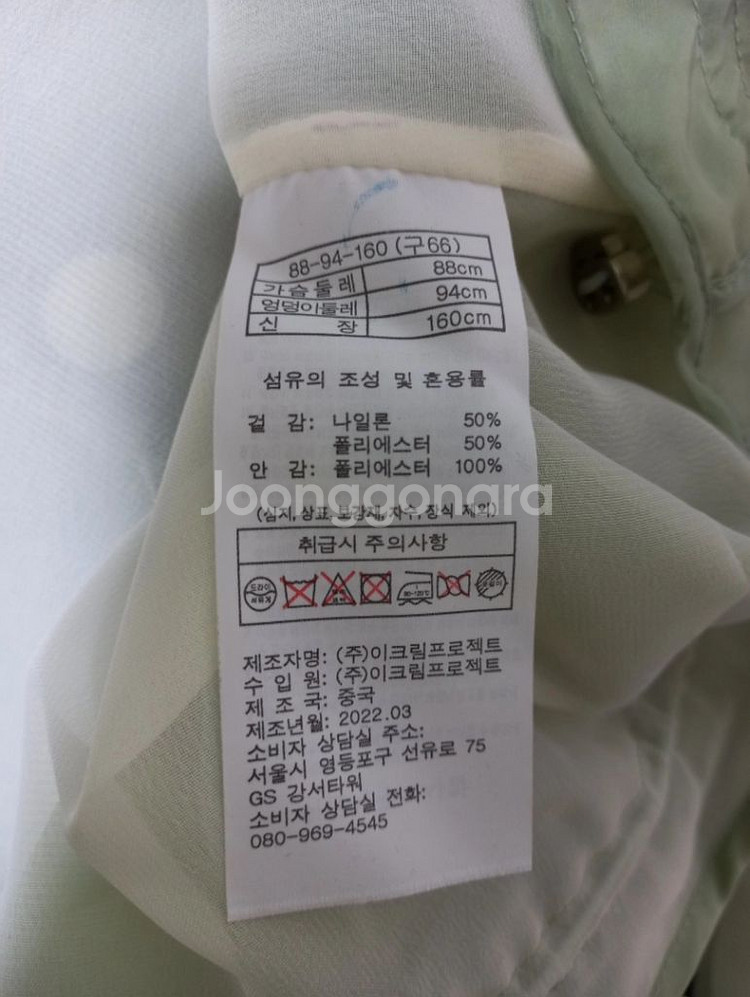 88-94-160 (구66)
가슴둘레 88cm
엉덩이둘레 94cm
신 장 160cm
섬유의 조성 및 혼용률
겉 감: 나일론 50%
폴리에스터 50%
안 감: 폴리에스터 100%
Joonggonara
(심지, 상표, 보강재, 자수, 장식 제외)
취급시 주의사항
드라이
80~120℃
제조자명: (주)이크림프로젝트
수 입 원: (주)이크림프로젝트
제 조 국: 중국
제조년월: 2022.03
소비자 상담실 주소:
서울시 영등포구 선유로 75
GS 강서타워
소비자 상담실 전화:
080-969-4545